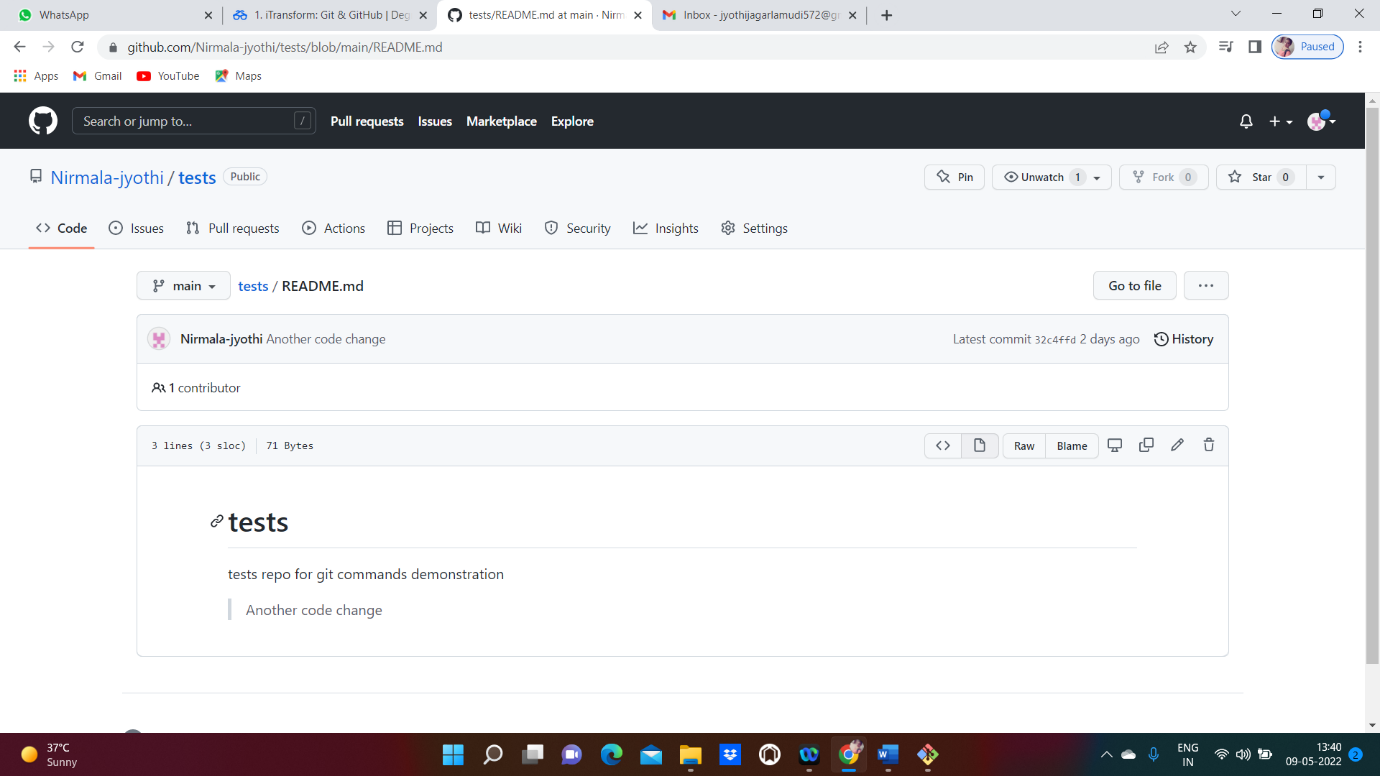 WhatsApp
1. iTransform: Git & GitHub | Deg
tests/README.md at main · Nirm
Inbox - jyothijagarlamudi572@g
github.com/Nirmala-jyothi/tests/blob/main/README.md
Paused
Apps Gmail YouTube Maps
Search or jump to... /
Pull requests Issues Marketplace Explore
Nirmala-jyothi / tests Public
Pin Unwatch 1 Fork 0 Star 0
Code Issues Pull requests Actions Projects Wiki Security Insights Settings
main tests / README.md Go to file ...
Nirmala-jyothi Another code change Latest commit 32c4ffd 2 days ago History
1 contributor
3 lines (3 sloc) 71 Bytes <> Raw Blame
tests
tests repo for git commands demonstration
Another code change
37°C
Sunny
ENG
IN
13:40
09-05-2022
2